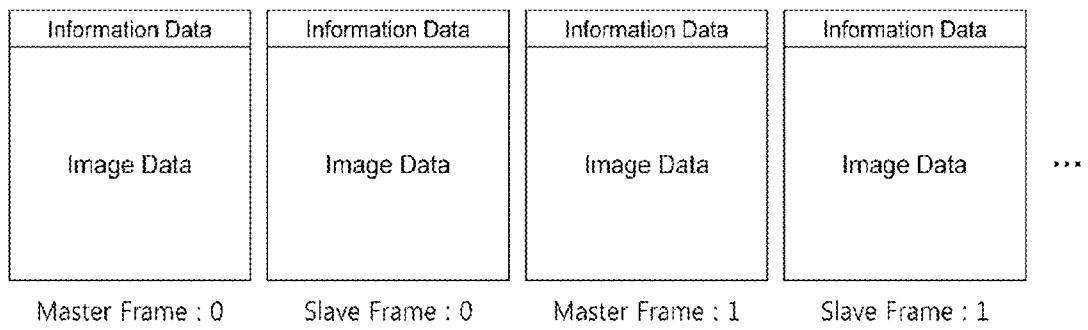 Information Data Information Data Information Data Information Data
Image Data Image Data Image Data Image Data ...
Master Frame : 0 Slave Frame : 0 Master Frame : 1 Slave Frame : 1